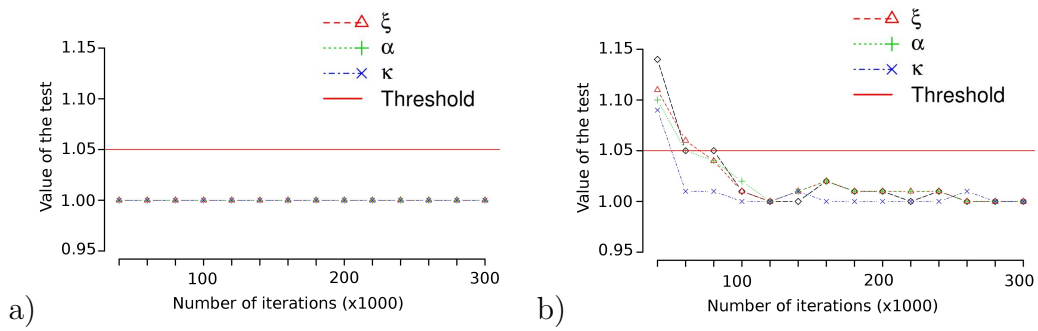 ξ
α
κ
Threshold
Value of the test
1.15
1.10
1.05
1.00
0.95
100
200
300
Number of iterations (x1000)
a)
ξ
α
κ
Threshold
Value of the test
1.15
1.10
1.05
1.00
0.95
100
200
300
Number of iterations (x1000)
b)